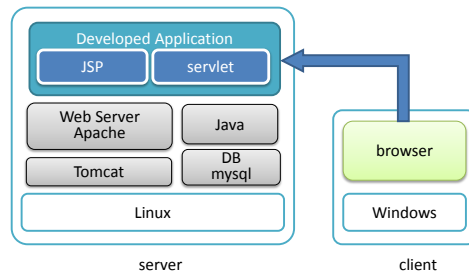 Developed Application
JSP
servlet
Web Server
Apache
Java
Tomcat
DB
mysql
Linux
server
browser
Windows
client